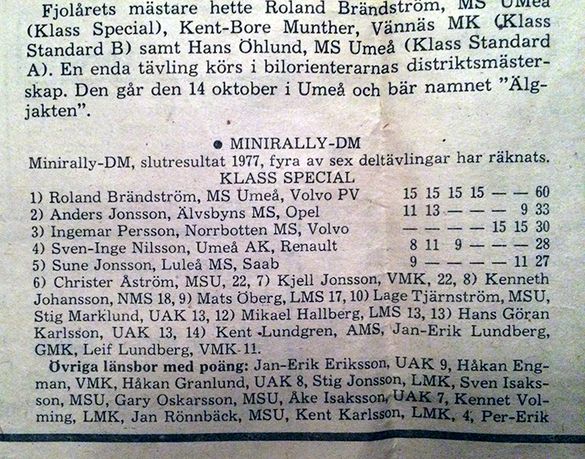 Fjolårets mästare hette Roland Brändström, MS Umeå
(Klass Special), Kent-Bore Munther, Vännäs MK (Klass
Standard B) samt Hans Öhlund, MS Umeå (Klass Standard
A). En enda tävling körs i bilorienterarnas distriktsmäster-
skap. Den går den 14 oktober i Umeå och bär namnet "Älg-
jakten".
● MINIRALLY-DM
Minirally-DM, slutresultat 1977, fyra av sex deltävlingar har räknats.
KLASS SPECIAL
1) Roland Brändström, MS Umeå, Volvo PV 15 15 15 15 — — 60
2) Anders Jonsson, Älvsbyns MS, Opel 11 13 — — — 9 33
3) Ingemar Persson, Norrbotten MS, Volvo — — — — 15 15 30
4) Sven-Inge Nilsson, Umeå AK, Renault 8 11 9 — — — 28
5) Sune Jonsson, Luleå MS, Saab 9 — — — 11 27
6) Christer Åström, MSU, 22, 7) Kjell Jonsson, VMK, 22, 8) Kenneth
Johansson, NMS 18, 9) Mats Öberg, LMS 17, 10) Lage Tjärnström, MSU,
Stig Marklund, UAK 13, 12) Mikael Hallberg, LMS 13, 13) Hans Göran
Karlsson, UAK 13, 14) Kent Lundgren, AMS, Jan-Erik Lundberg,
GMK, Leif Lundberg, VMK 11.
Övriga länsbor med poäng: Jan-Erik Eriksson, UAK 9, Håkan Eng-
man, VMK, Håkan Granlund, UAK 8, Stig Jonsson, LMK, Sven Isaks-
son, MSU, Gary Oskarsson, MSU, Åke Isaksson, UAK 7, Kennet Vol-
ming, LMK, Jan Rönnbäck, MSU, Kent Karlsson, LMK, 4, Per-Erik